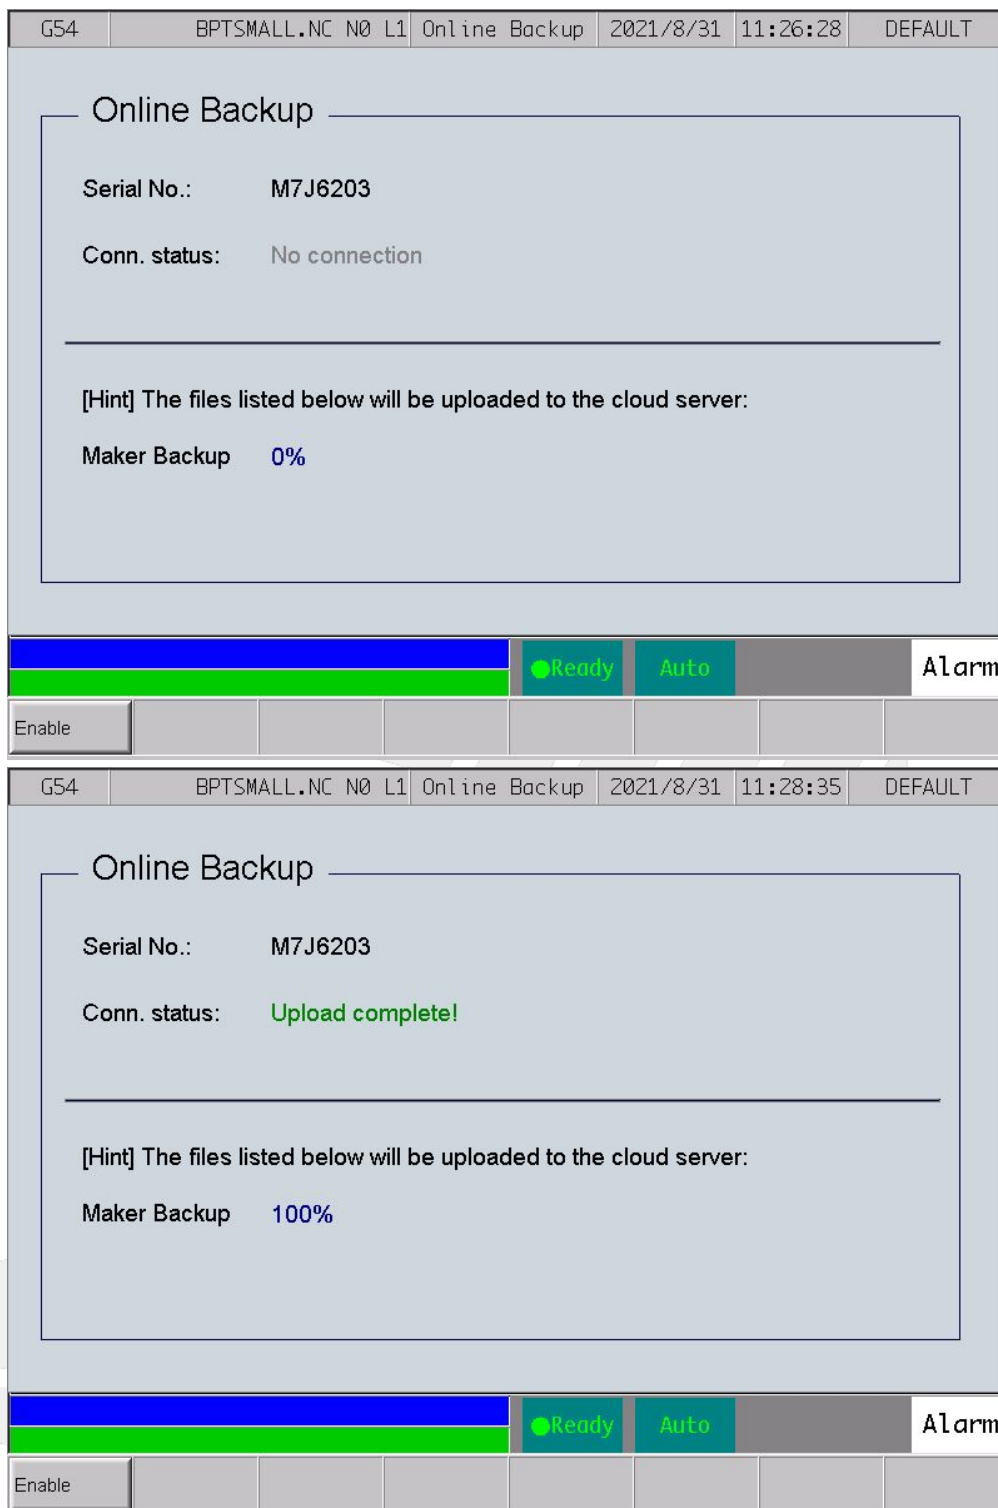 G54 BPTSMALL.NC N0 L1 Online Backup 2021/8/31 11:26:28 DEFAULT
Online Backup
Serial No.: M7J6203
Conn. status: No connection
[Hint] The files listed below will be uploaded to the cloud server:
Maker Backup 0%
Ready Auto Alarm
Enable
G54 BPTSMALL.NC N0 L1 Online Backup 2021/8/31 11:28:35 DEFAULT
Online Backup
Serial No.: M7J6203
Conn. status: Upload complete!
[Hint] The files listed below will be uploaded to the cloud server:
Maker Backup 100%
Ready Auto Alarm
Enable